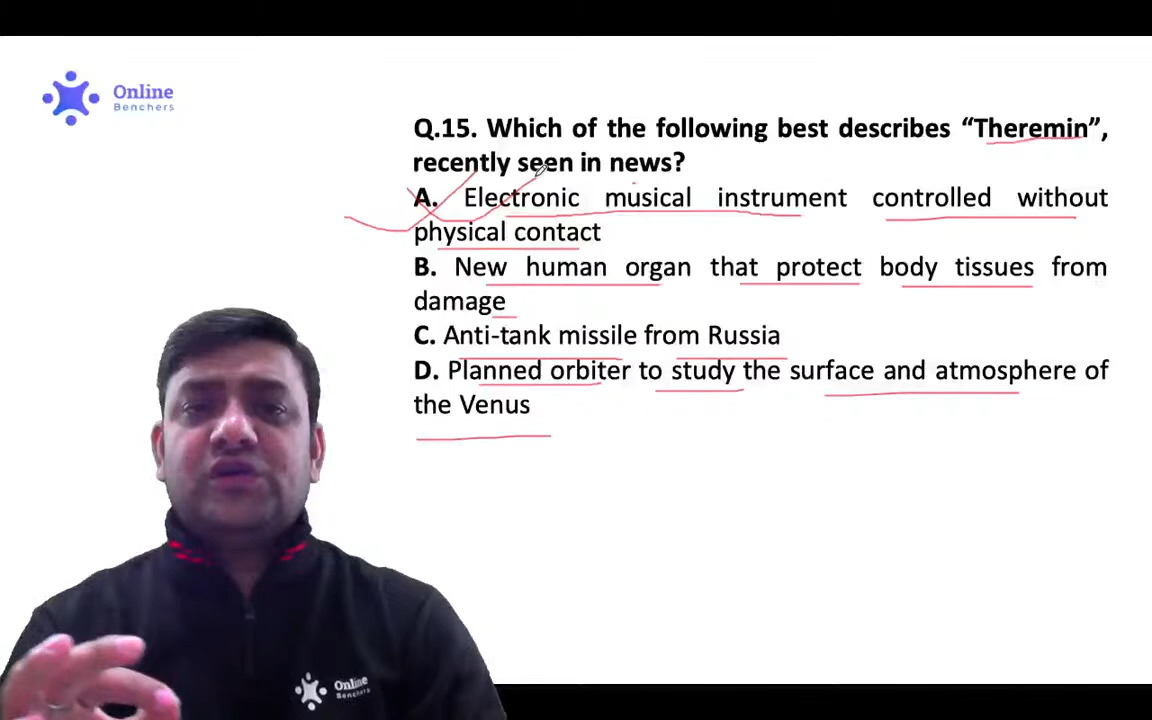 Online
Benchers
Q.15. Which of the following best describes “Theremin”,
recently seen in news?
A. Electronic musical instrument controlled without
physical contact
B. New human organ that protect body tissues from
damage
C. Anti-tank missile from Russia
D. Planned orbiter to study the surface and atmosphere of
the Venus
Online
Benchers